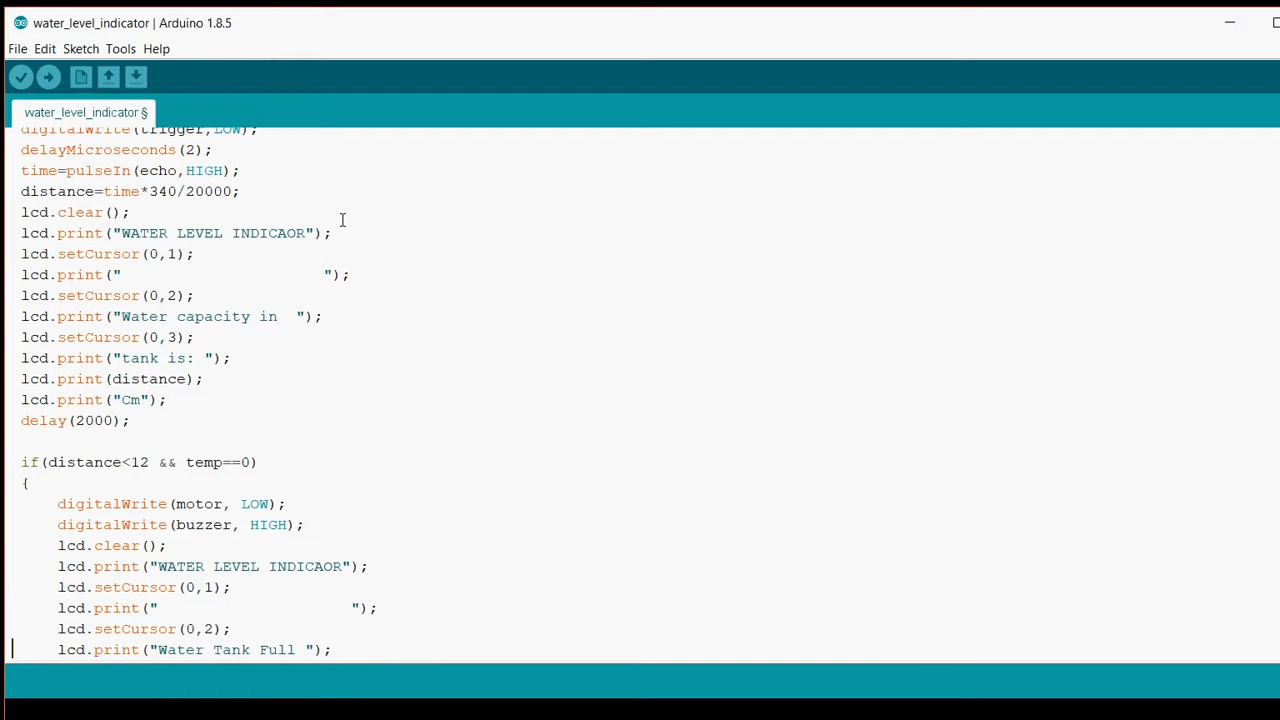 water_level_indicator | Arduino 1.8.5
File Edit Sketch Tools Help
water_level_indicator §
digitalWrite(trigger,LOW);
delayMicroseconds(2);
time=pulseIn(echo,HIGH);
distance=time*340/20000;
lcd.clear();
lcd.print("WATER LEVEL INDICAOR");
lcd.setCursor(0,1);
lcd.print("                      ");
lcd.setCursor(0,2);
lcd.print("Water capacity in  ");
lcd.setCursor(0,3);
lcd.print("tank is: ");
lcd.print(distance);
lcd.print("Cm");
delay(2000);
if(distance<12 && temp==0)
{
    digitalWrite(motor, LOW);
    digitalWrite(buzzer, HIGH);
    lcd.clear();
    lcd.print("WATER LEVEL INDICAOR");
    lcd.setCursor(0,1);
    lcd.print("                     ");
    lcd.setCursor(0,2);
    lcd.print("Water Tank Full ");